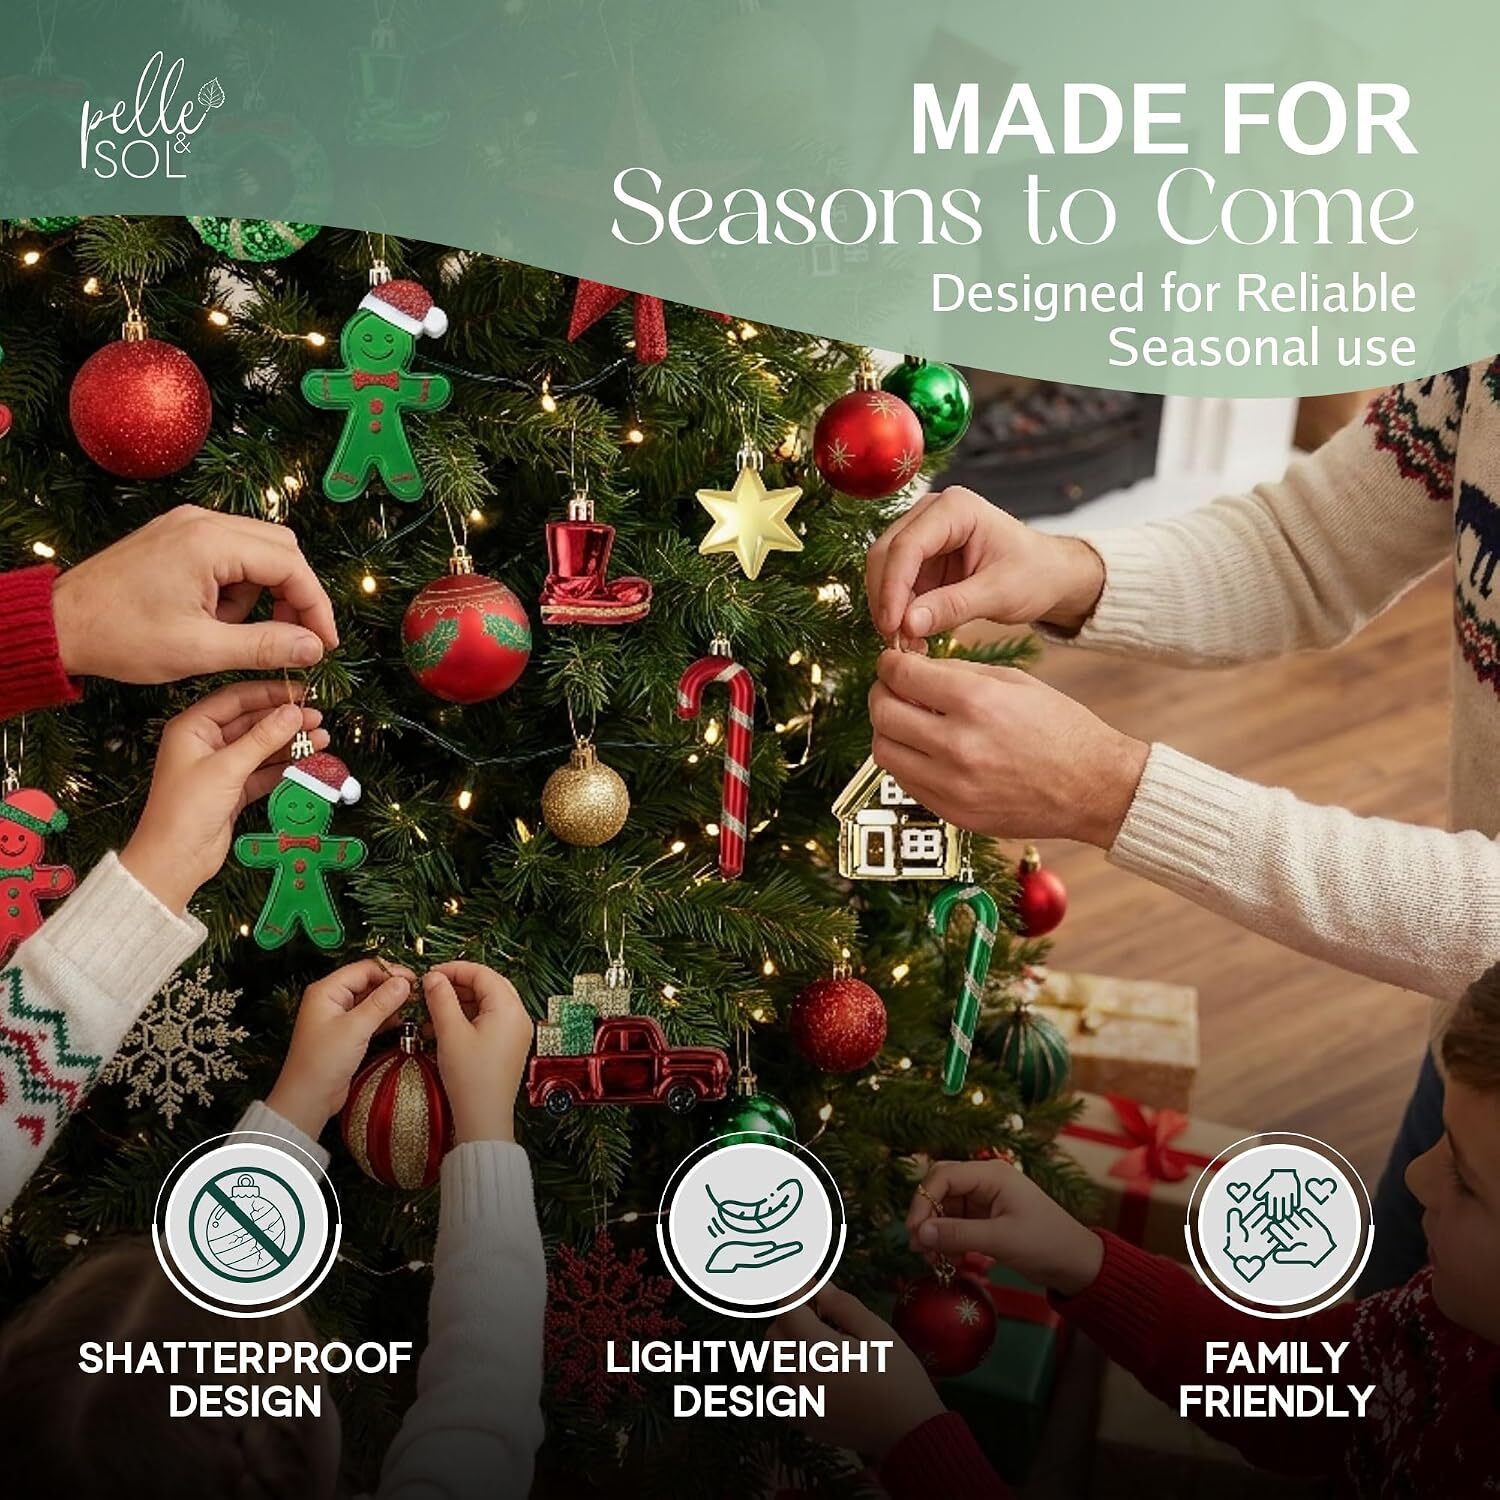 pelle
& SOL
MADE FOR
Seasons to Come
Designed for Reliable
Seasonal use
SHATTERPROOF
DESIGN
LIGHTWEIGHT
DESIGN
FAMILY
FRIENDLY